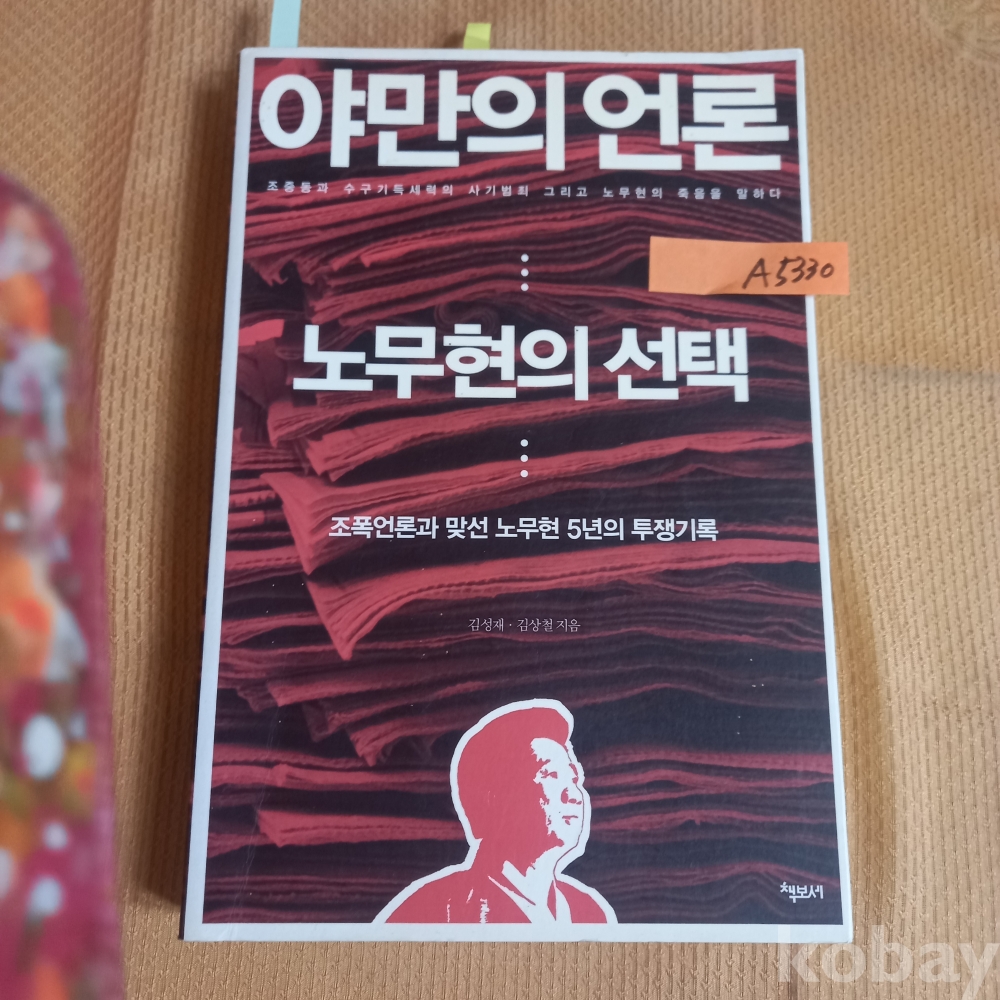 야만의 언론
조중동과 수구기득세력의 사기범죄 그리고 노무현의 죽음을 말하다
A5330
노무현의 선택
조폭언론과 맞선 노무현 5년의 투쟁기록
김성재 · 김상철 지음
책보세
kobay